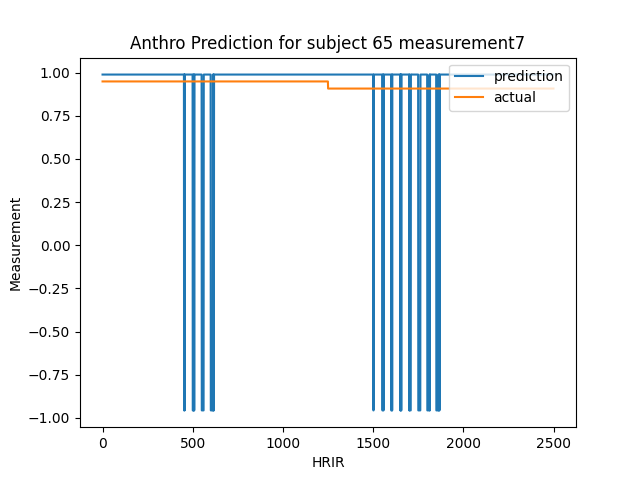 Anthro Prediction for subject 65 measurement7
prediction
actual
1.00
0.75
0.50
0.25
0.00
−0.25
−0.50
−0.75
−1.00
Measurement
0 500 1000 1500 2000 2500
HRIR